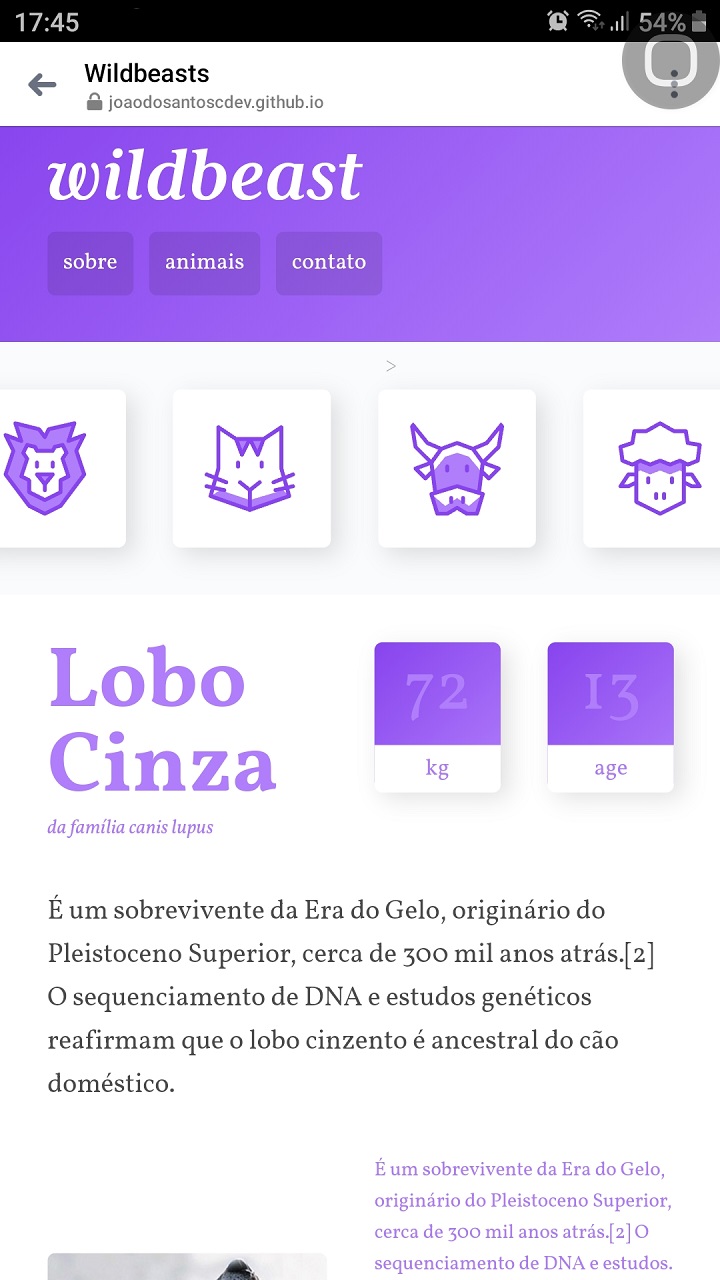 17:45
54%
Wildbeasts
joaodosantoscdev.github.io
wildbeast
sobre animais contato
>
Lobo
Cinza
da família canis lupus
72
kg
13
age
É um sobrevivente da Era do Gelo, originário do
Pleistoceno Superior, cerca de 300 mil anos atrás.[2]
O sequenciamento de DNA e estudos genéticos
reafirmam que o lobo cinzento é ancestral do cão
doméstico.
É um sobrevivente da Era do Gelo,
originário do Pleistoceno Superior,
cerca de 300 mil anos atrás.[2] O
sequenciamento de DNA e estudos.